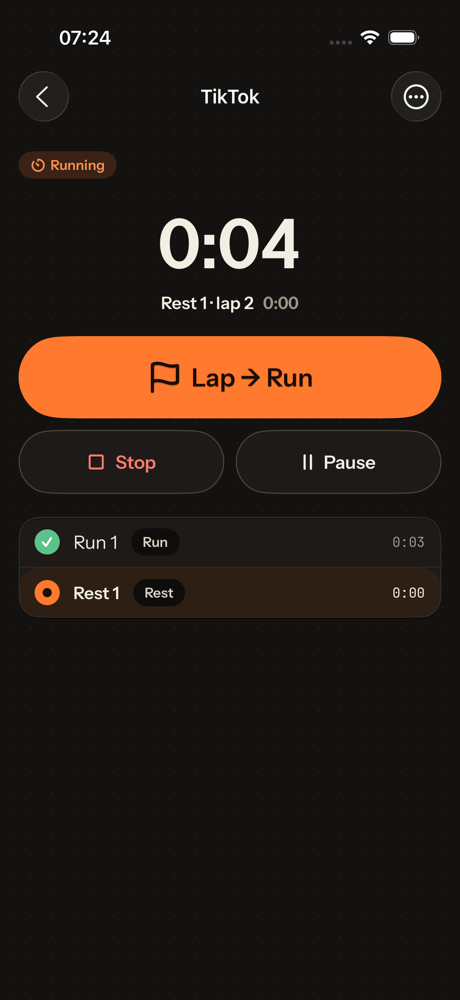 07:24
TikTok
Running
0:04
Rest 1 · lap 2 0:00
Lap → Run
Stop
Pause
Run 1 Run 0:03
Rest 1 Rest 0:00